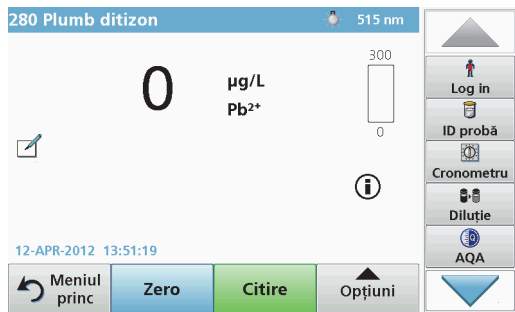 280 Plumb ditizon 515 nm
300
0 µg/L
Pb²⁺
0
12-APR-2012 13:51:19
Meniul princ
Zero
Citire
Opțiuni
Log in
ID probă
Cronometru
Diluție
AQA